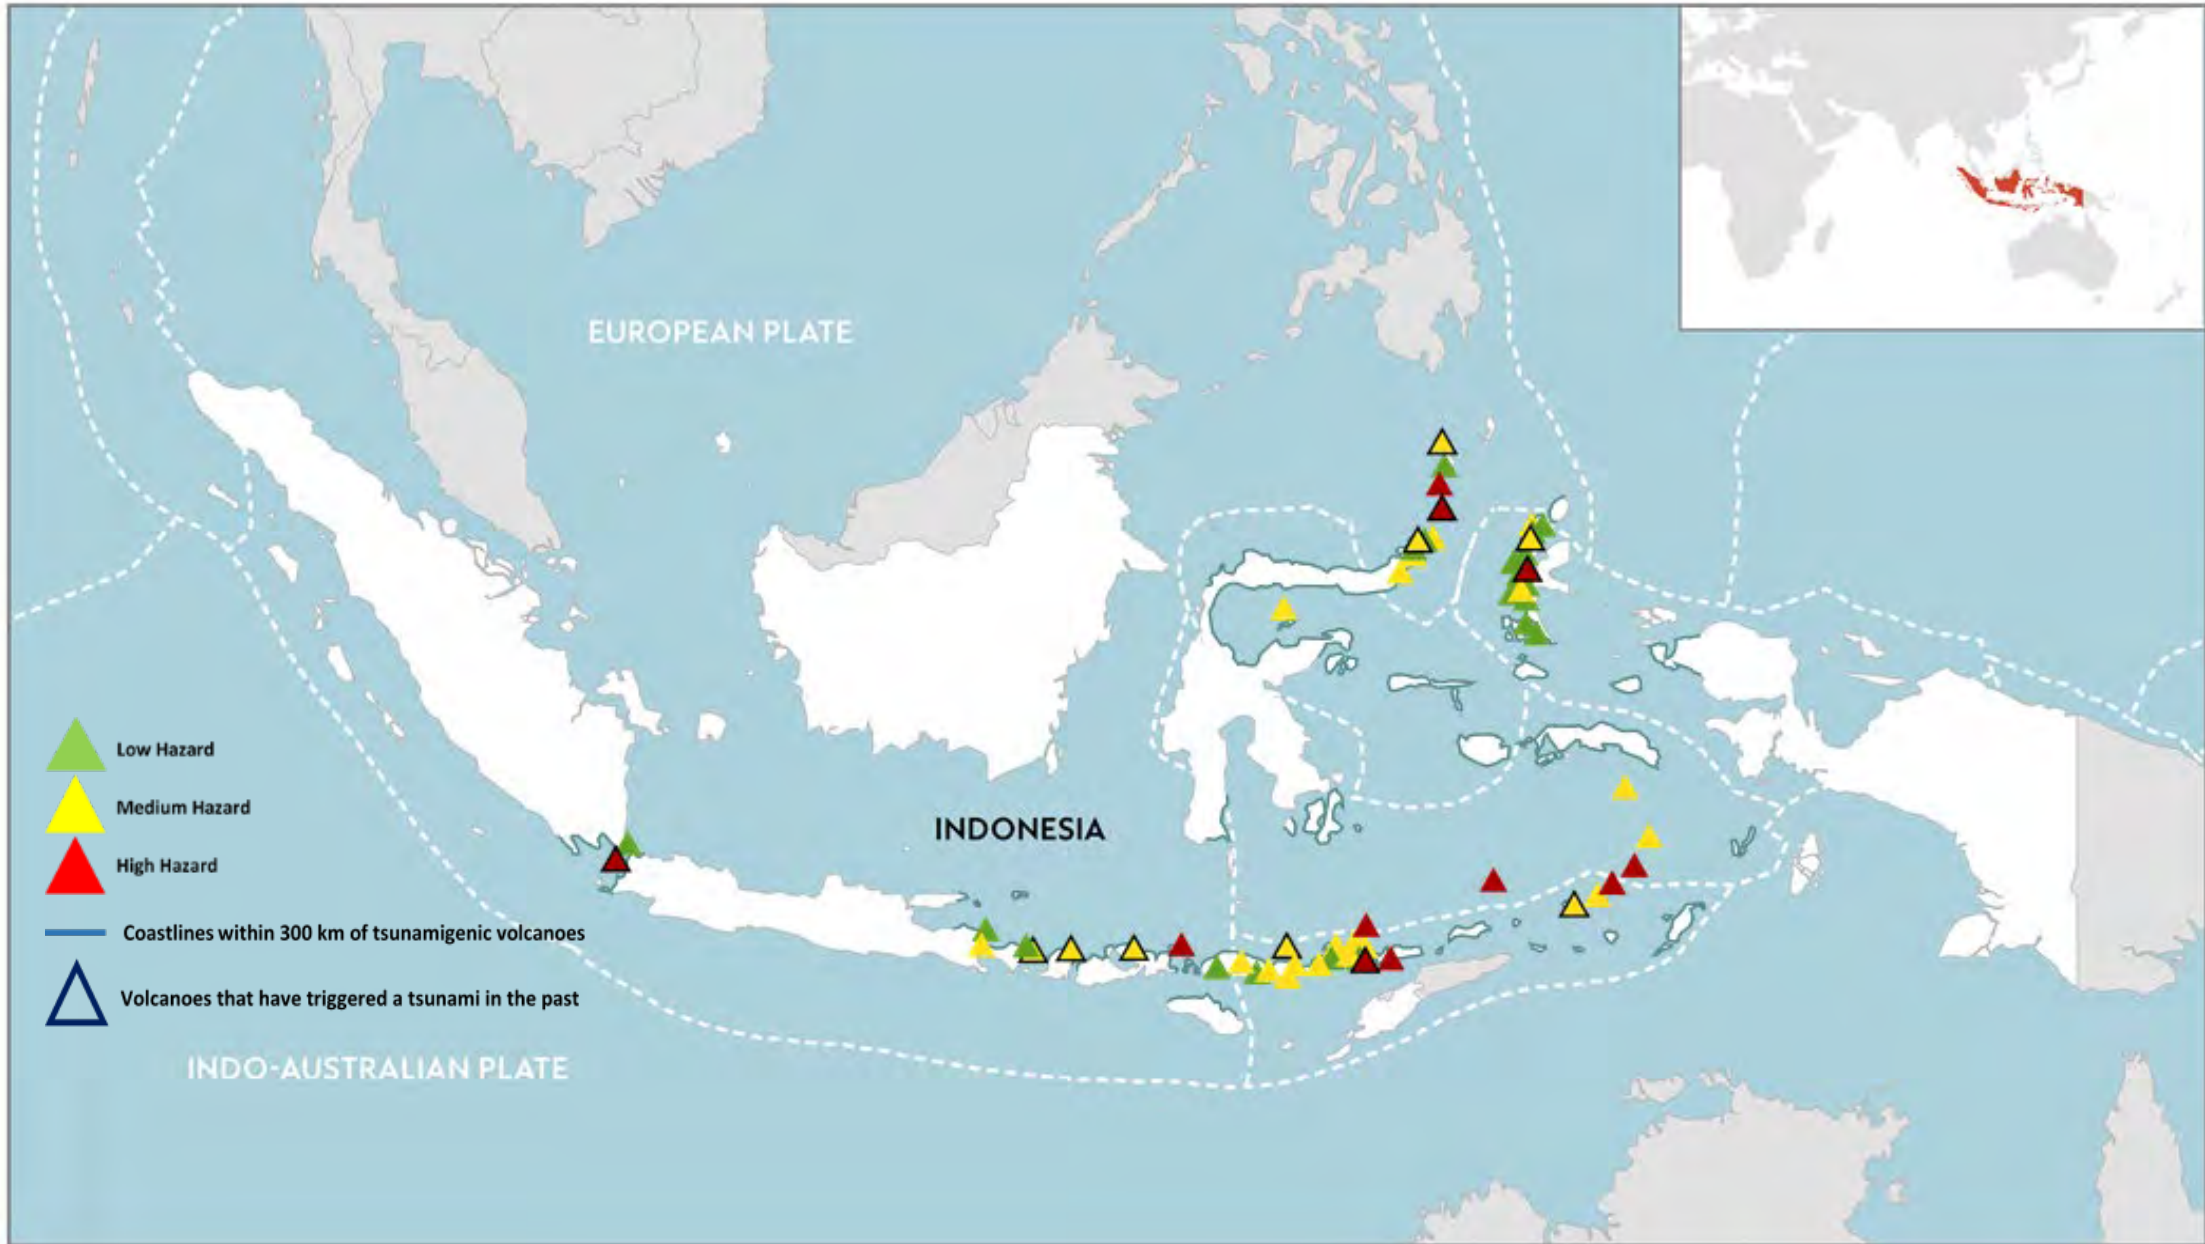 EUROPEAN PLATE
Low Hazard
Medium Hazard
INDONESIA
High Hazard
Coastlines within 300 km of tsunamigenic volcanoes
Volcanoes that have triggered a tsunami in the past
INDO-AUSTRALIAN PLATE